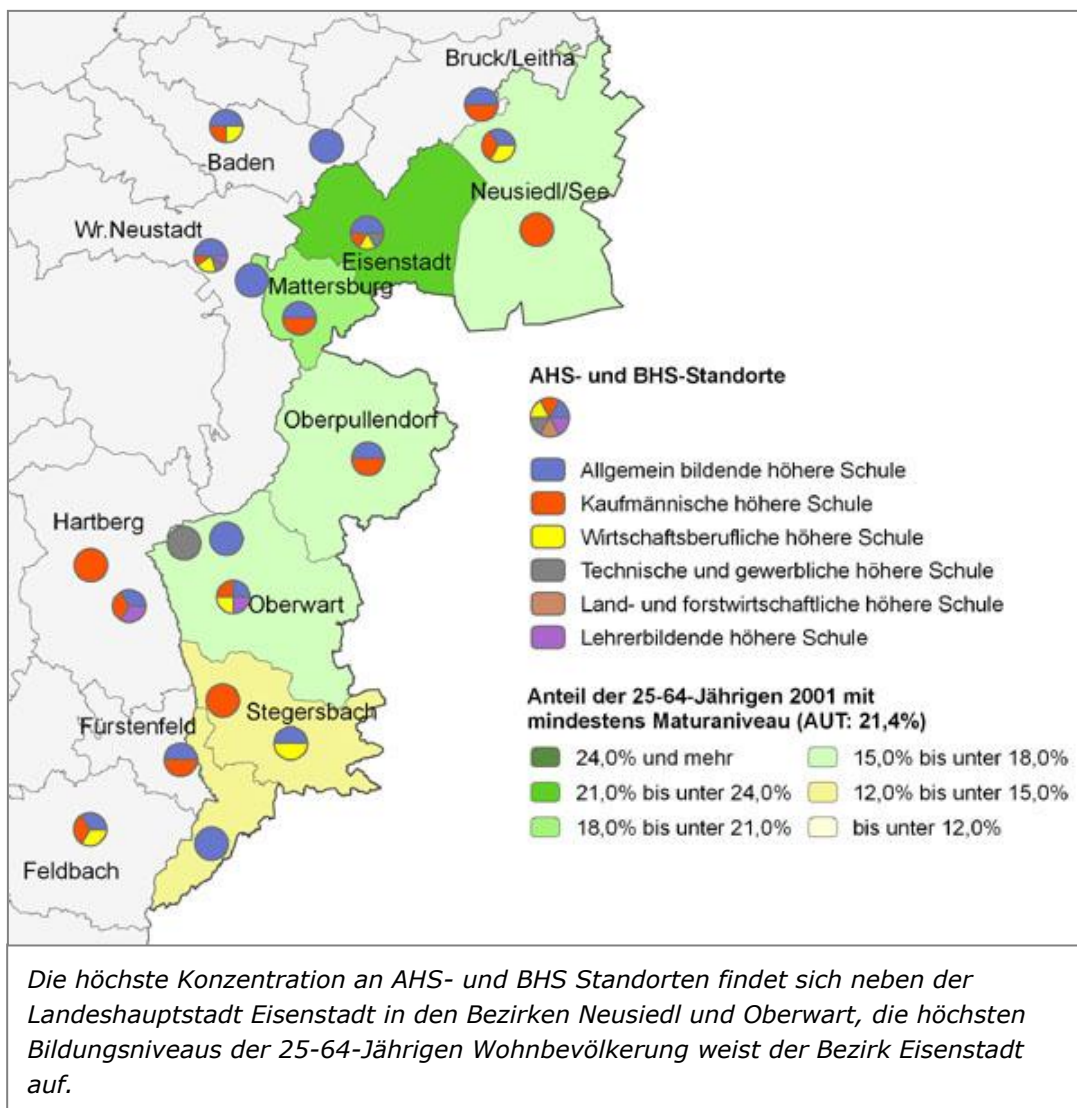 Bruck/Leitha
Baden
Neusiedl/See
Wr.Neustadt
Eisenstadt
Mattersburg
Oberpullendorf
Hartberg
Oberwart
Stegersbach
Fürstenfeld
Feldbach
AHS- und BHS-Standorte
Allgemein bildende höhere Schule
Kaufmännische höhere Schule
Wirtschaftsberufliche höhere Schule
Technische und gewerbliche höhere Schule
Land- und forstwirtschaftliche höhere Schule
Lehrerbildende höhere Schule
Anteil der 25-64-Jährigen 2001 mit
mindestens Maturaniveau (AUT: 21,4%)
24,0% und mehr
21,0% bis unter 24,0%
18,0% bis unter 21,0%
15,0% bis unter 18,0%
12,0% bis unter 15,0%
bis unter 12,0%
Die höchste Konzentration an AHS- und BHS Standorten findet sich neben der
Landeshauptstadt Eisenstadt in den Bezirken Neusiedl und Oberwart, die höchsten
Bildungsniveaus der 25-64-Jährigen Wohnbevölkerung weist der Bezirk Eisenstadt
auf.